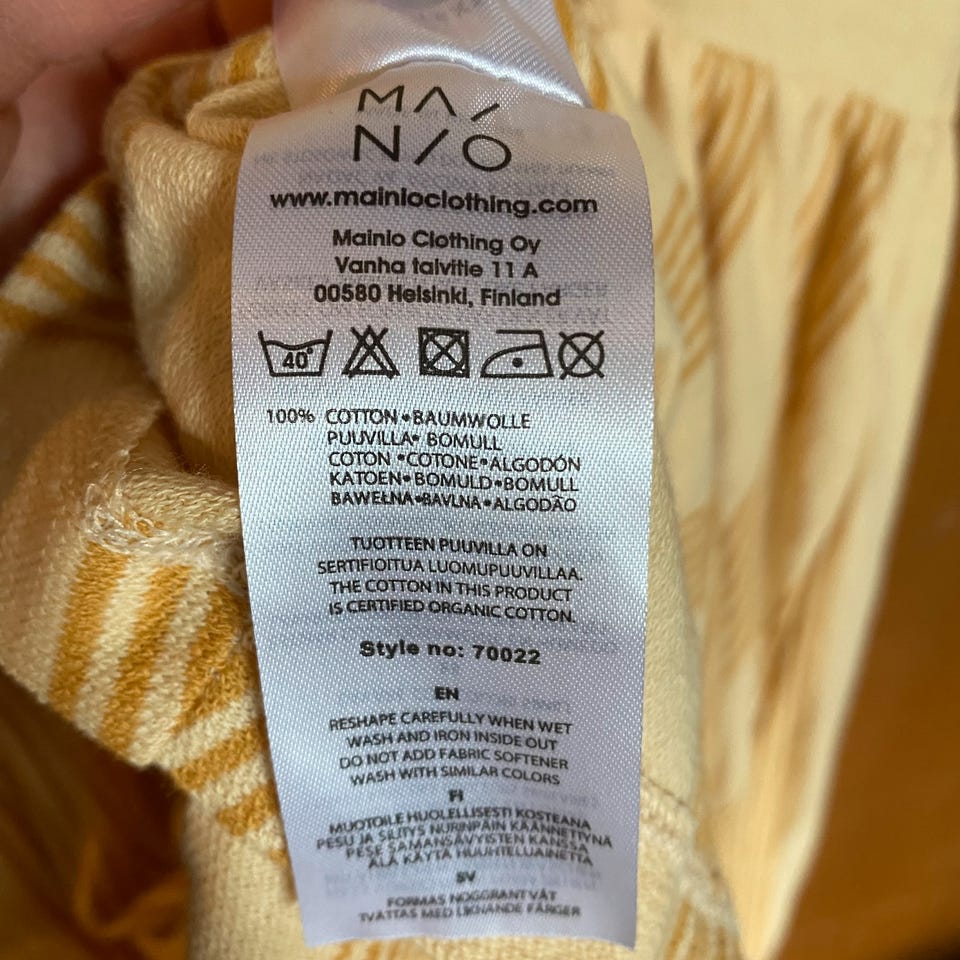 MA
NIO
www.mainioclothing.com
Mainio Clothing Oy
Vanha talvitie 11 A
00580 Helsinki, Finland
40°
100% COTTON•BAUMWOLLE
PUUVILLA• BOMULL
COTON •COTONE•ALGODÓN
KATOEN•BOMULD•BOMULL
BAWEŁNA•BAVLNA•ALGODÃO
TUOTTEEN PUUVILLA ON
SERTIFIOITUA LUOMUPUUVILLAA.
THE COTTON IN THIS PRODUCT
IS CERTIFIED ORGANIC COTTON.
Style no: 70022
EN
RESHAPE CAREFULLY WHEN WET
WASH AND IRON INSIDE OUT
DO NOT ADD FABRIC SOFTENER
WASH WITH SIMILAR COLORS
FI
MUOTOILE HUOLELLISESTI KOSTEANA
PESU JA SILITYS NURINPÄIN KÄÄNNETTYNÄ
PESE SAMANSÄVYISTEN KANSSA
ÄLÄ KÄYTÄ HUUHTELUAINETTA
SV
FORMAS NOGGRANT VÅT
TVÄTTAS MED LIKNANDE FÄRGER